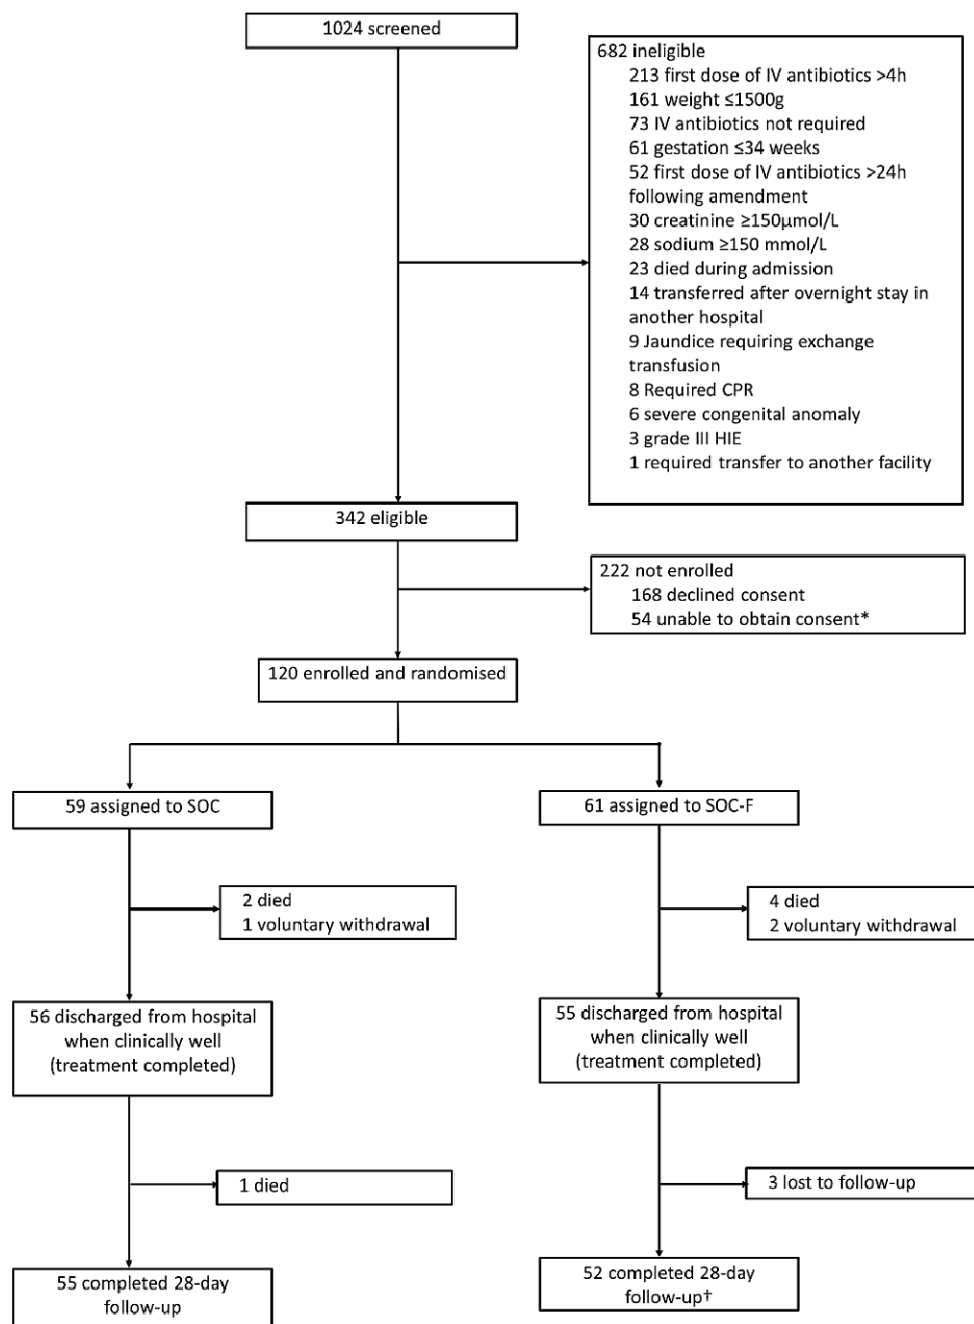 1024 screened
682 ineligible
213 first dose of IV antibiotics >4h
161 weight ≤1500g
73 IV antibiotics not required
61 gestation ≤34 weeks
52 first dose of IV antibiotics >24h
following amendment
30 creatinine ≥150µmol/L
28 sodium ≥150 mmol/L
23 died during admission
14 transferred after overnight stay in
another hospital
9 Jaundice requiring exchange
transfusion
8 Required CPR
6 severe congenital anomaly
3 grade III HIE
1 required transfer to another facility
342 eligible
222 not enrolled
168 declined consent
54 unable to obtain consent*
120 enrolled and randomised
59 assigned to SOC
61 assigned to SOC-F
2 died
1 voluntary withdrawal
4 died
2 voluntary withdrawal
56 discharged from hospital
when clinically well
(treatment completed)
55 discharged from hospital
when clinically well
(treatment completed)
1 died
3 lost to follow-up
55 completed 28-day
follow-up
52 completed 28-day
follow-up†